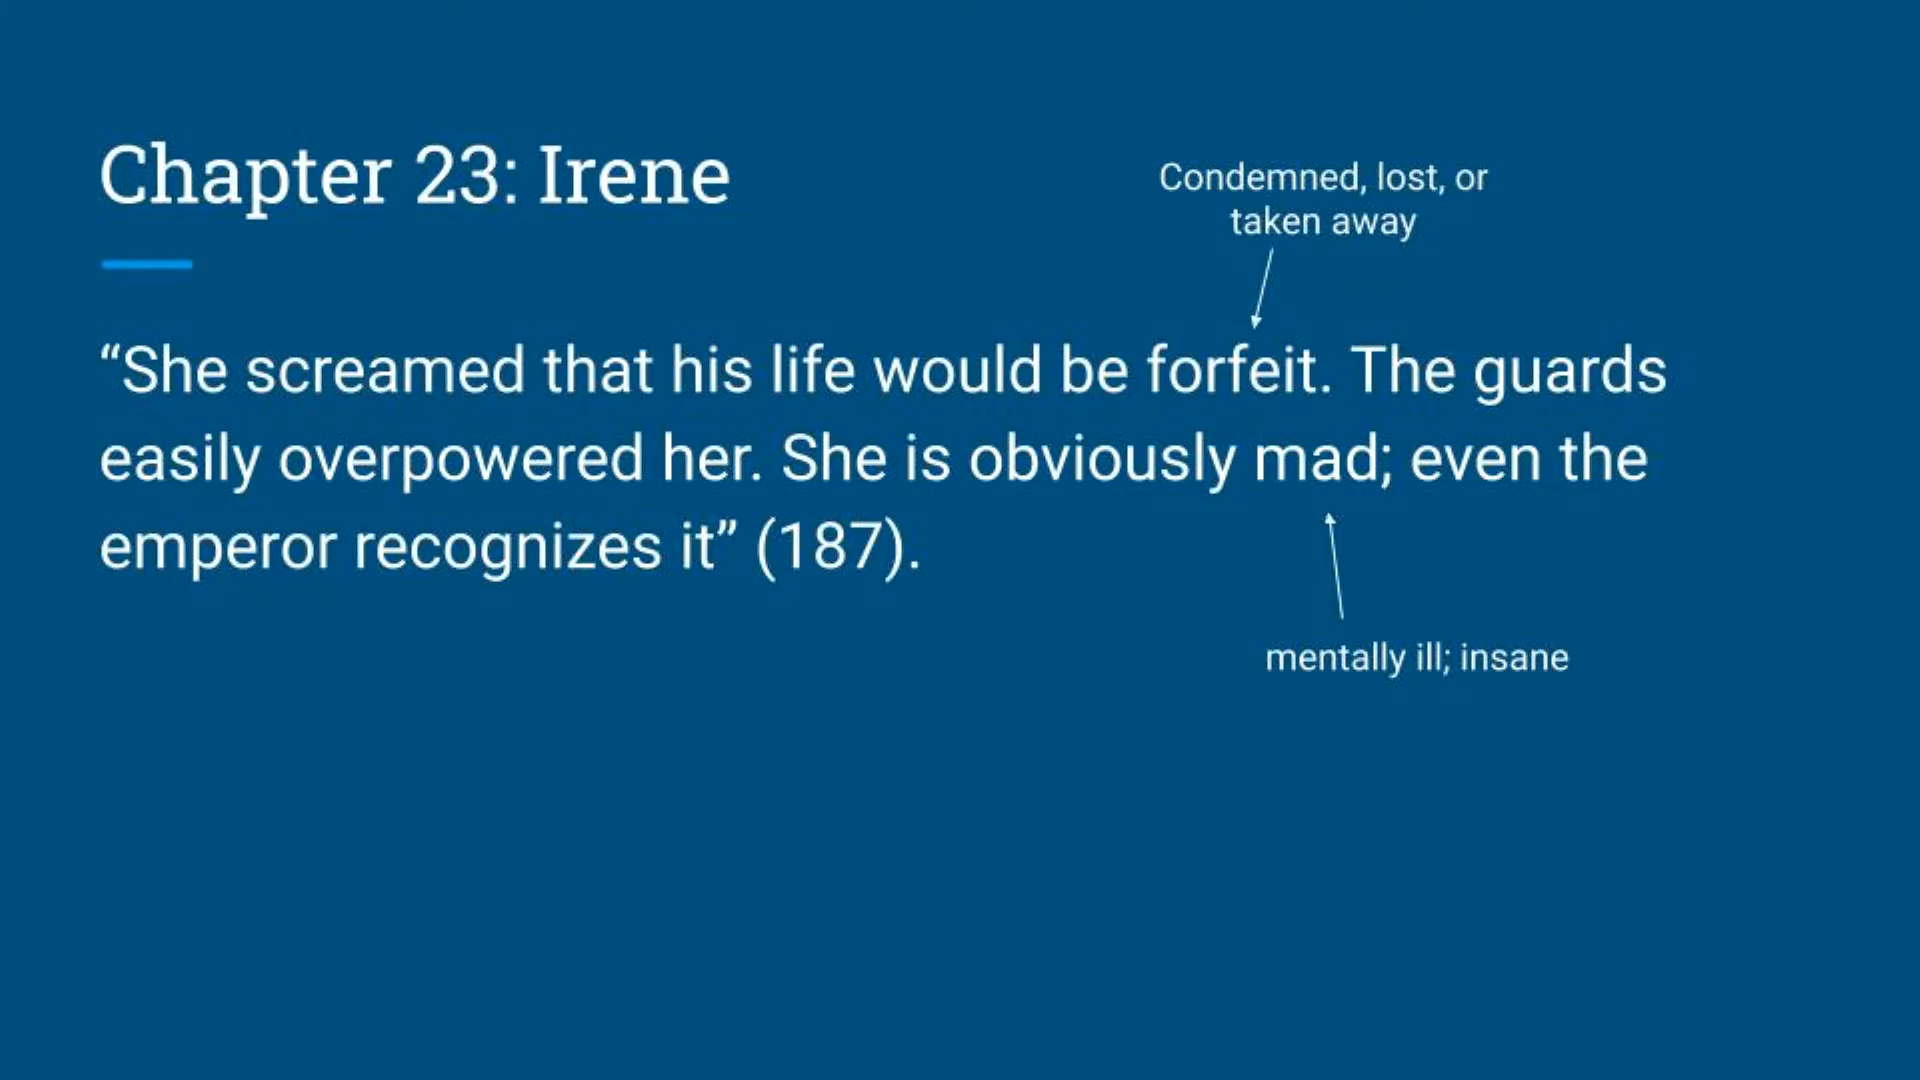 Chapter 23: Irene
Condemned, lost, or
taken away
“She screamed that his life would be forfeit. The guards
easily overpowered her. She is obviously mad; even the
emperor recognizes it” (187).
mentally ill; insane